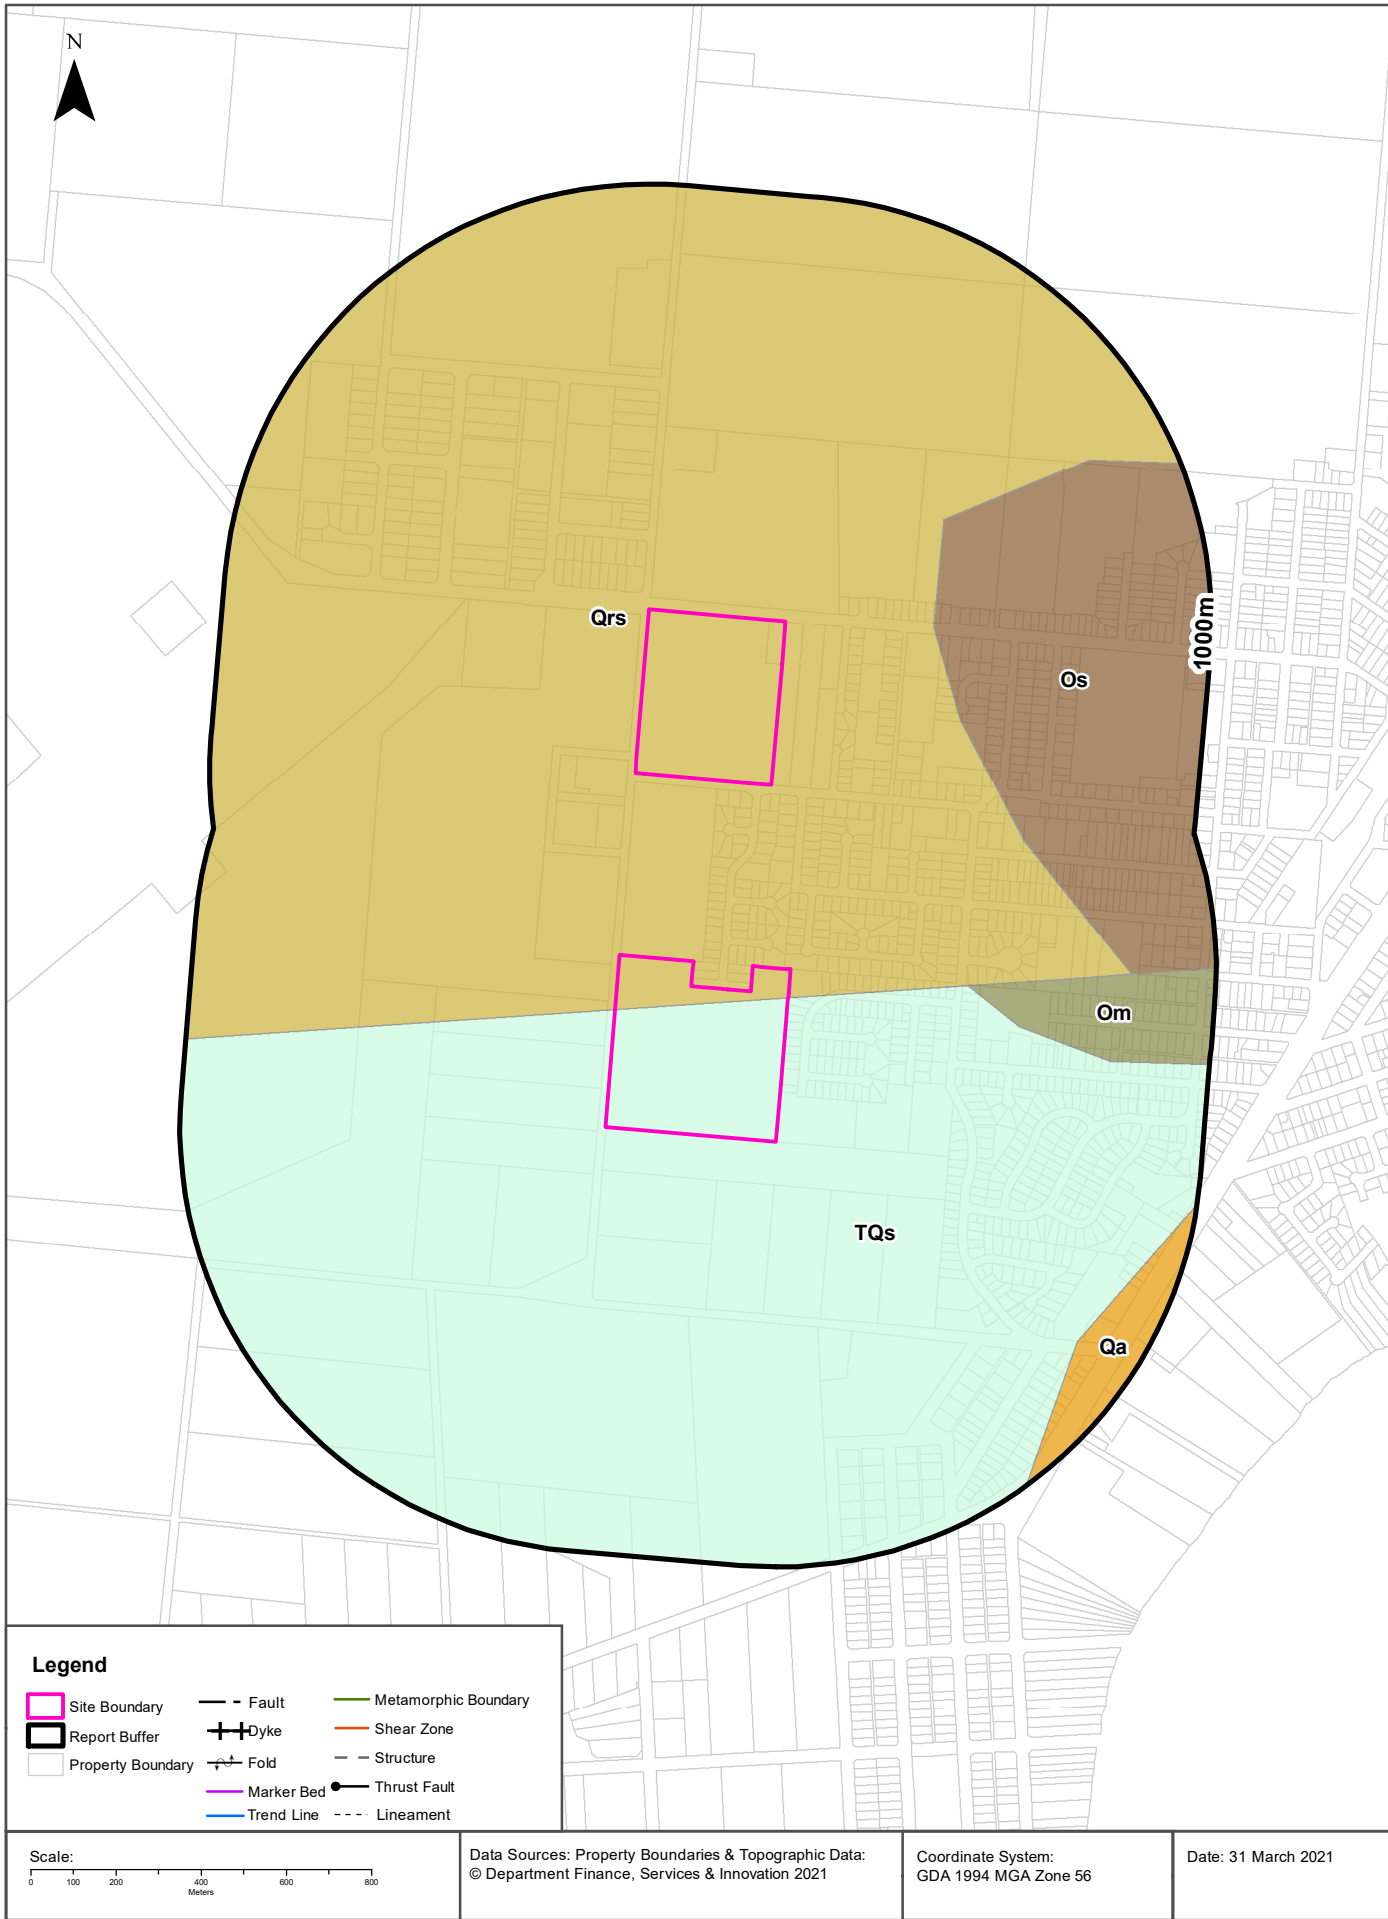 N
Qrs
Os
1000m
Om
TQs
Qa
Legend
Site Boundary
Report Buffer
Property Boundary
Fault
Dyke
Fold
Marker Bed
Trend Line
Metamorphic Boundary
Shear Zone
Structure
Thrust Fault
Lineament
Scale:
0 100 200 400 600 800
Meters
Data Sources: Property Boundaries & Topographic Data:
© Department Finance, Services & Innovation 2021
Coordinate System:
GDA 1994 MGA Zone 56
Date: 31 March 2021